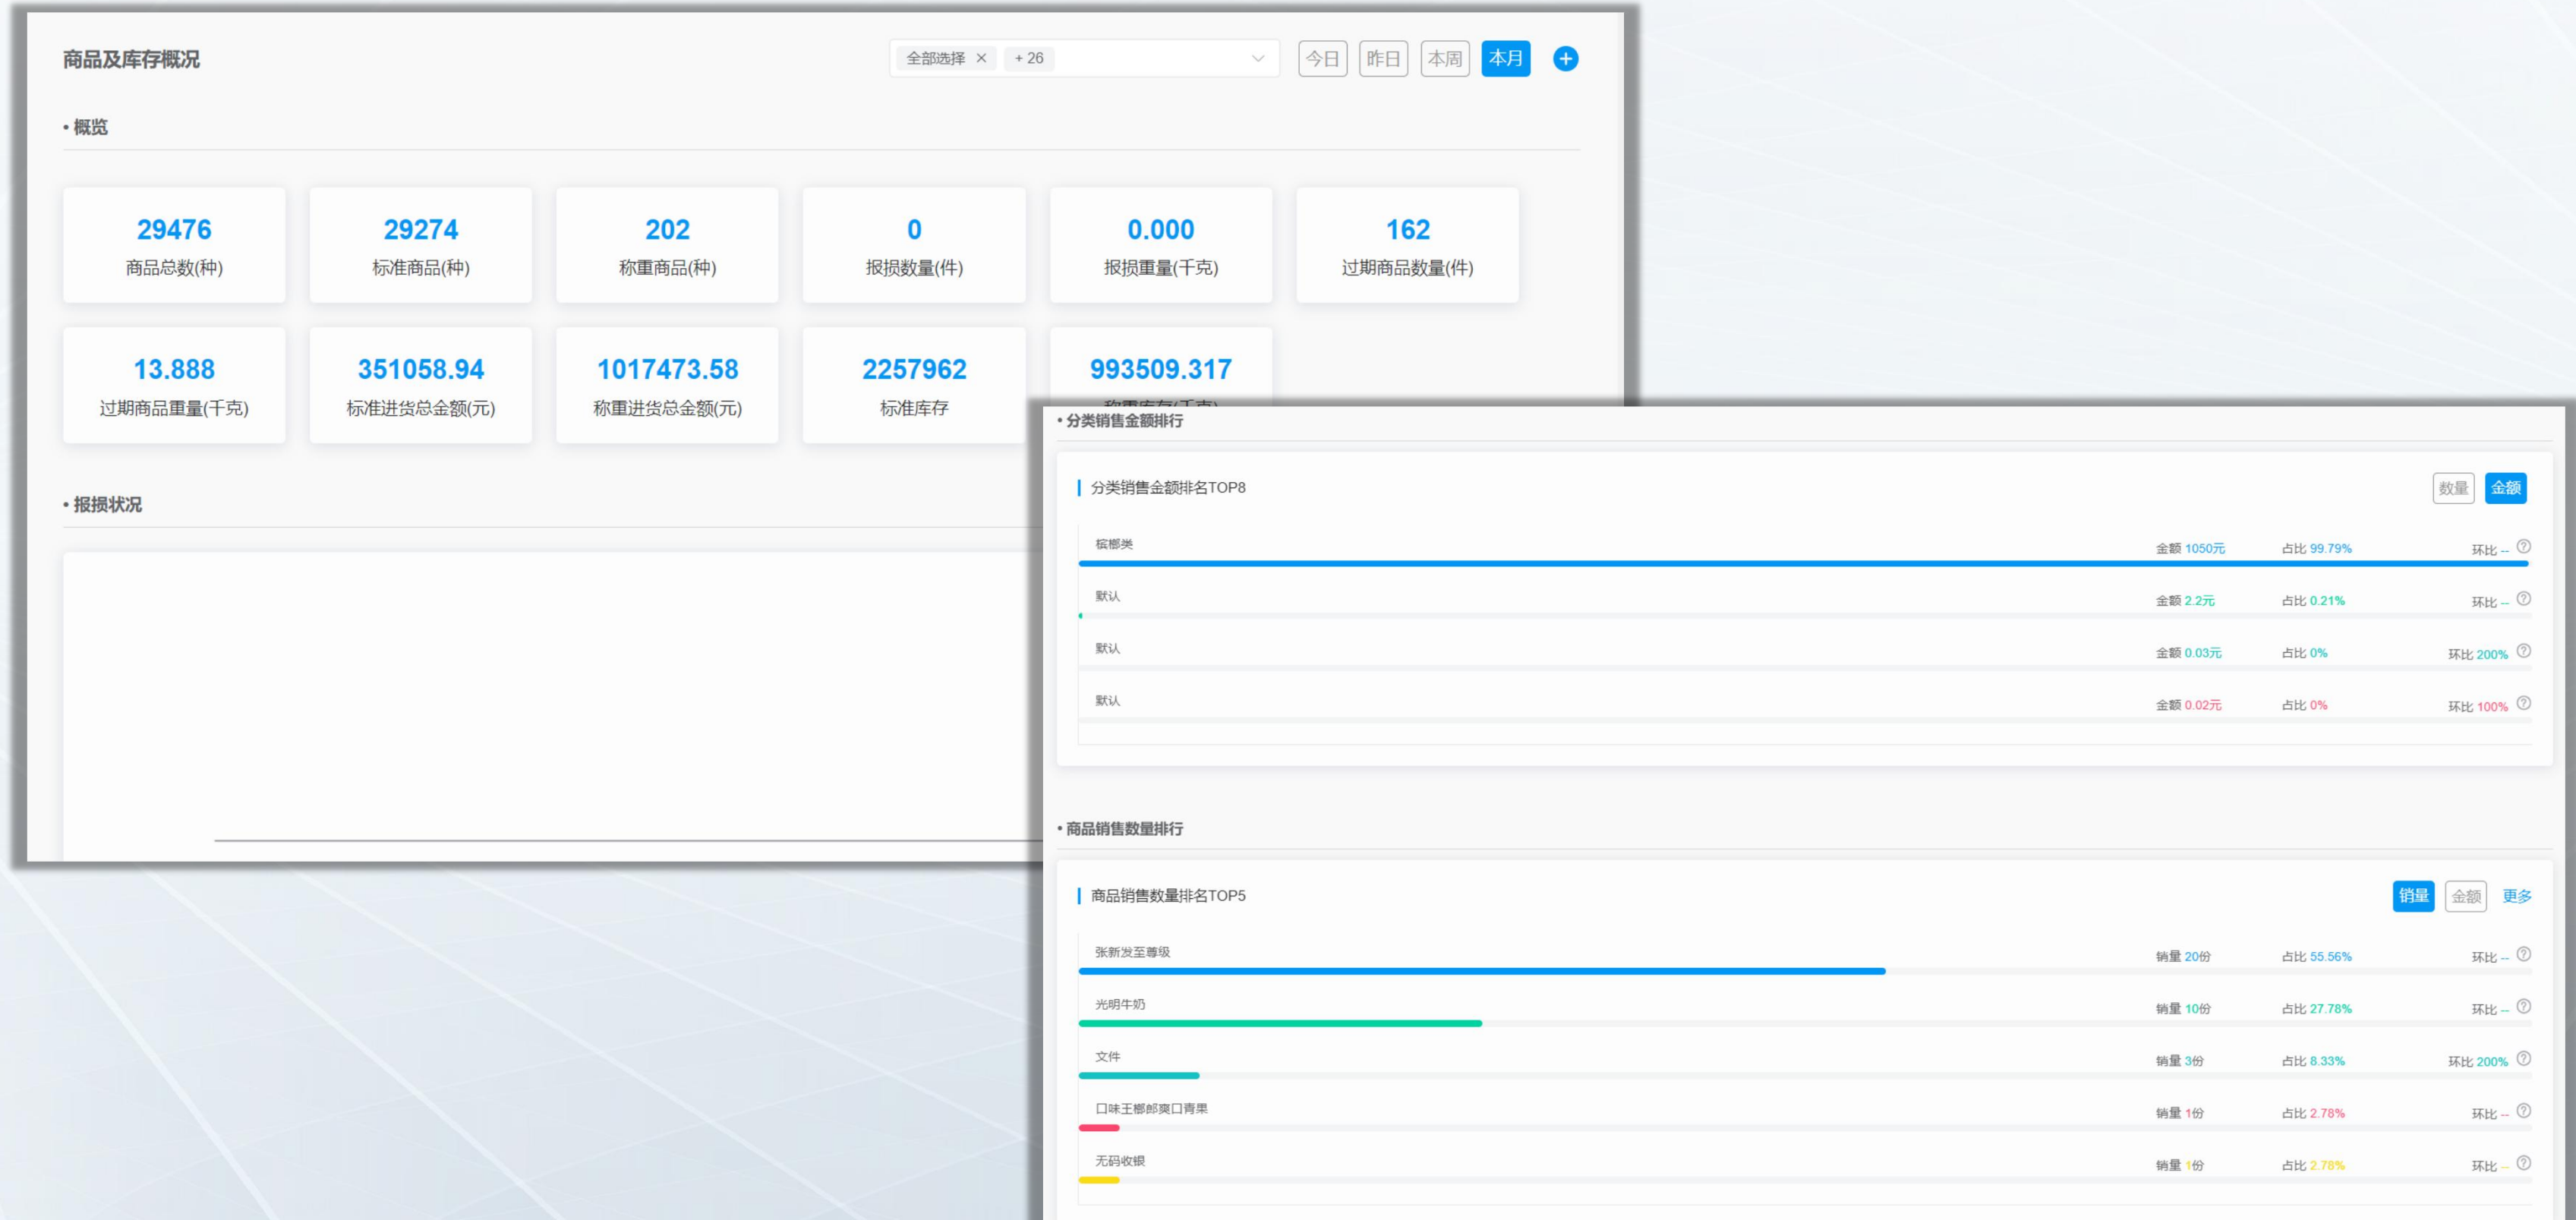 商品及库存概况
全部选择 × + 26
今日 昨日 本周 本月
• 概览
29476 29274 202 0 0.000 162
商品总数(种) 标准商品(种) 称重商品(种) 报损数量(件) 报损重量(千克) 过期商品数量(件)
13.888 351058.94 1017473.58 2257962 993509.317
过期商品重量(千克) 标准进货总金额(元) 称重进货总金额(元) 标准库存 称重库存(千克)
• 报损状况
• 分类销售金额排行
分类销售金额排名TOP8 数量 金额
槟榔类 金额 1050元 占比 99.79% 环比 --
默认 金额 2.2元 占比 0.21% 环比 --
默认 金额 0.03元 占比 0% 环比 200%
默认 金额 0.02元 占比 0% 环比 100%
• 商品销售数量排行
商品销售数量排名TOP5 销量 金额 更多
张新发至尊级 销量 20份 占比 55.56% 环比 --
光明牛奶 销量 10份 占比 27.78% 环比 --
文件 销量 3份 占比 8.33% 环比 200%
口味王榔郎爽口青果 销量 1份 占比 2.78% 环比 --
无码收银 销量 1份 占比 2.78% 环比 --